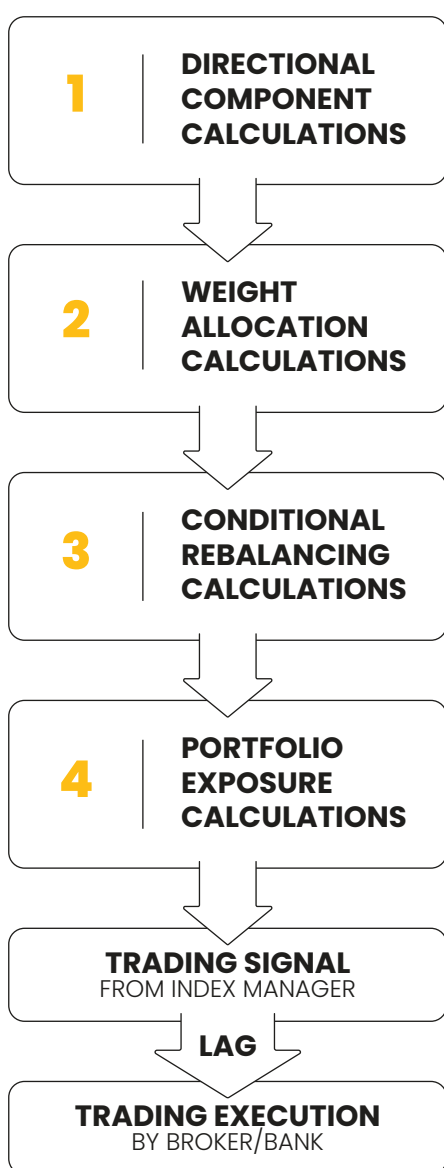 1
DIRECTIONAL
COMPONENT
CALCULATIONS
2
WEIGHT
ALLOCATION
CALCULATIONS
3
CONDITIONAL
REBALANCING
CALCULATIONS
4
PORTFOLIO
EXPOSURE
CALCULATIONS
TRADING SIGNAL
FROM INDEX MANAGER
LAG
TRADING EXECUTION
BY BROKER/BANK